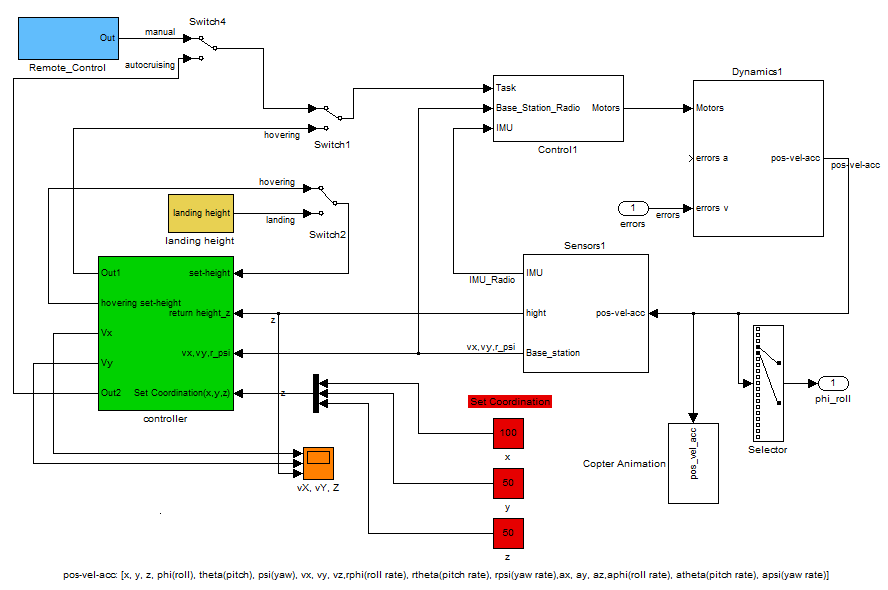 Switch4
Out
manual
Remote_Control
autocruising
Dynamics1
Task
Base_Station_Radio
Motors
IMU
Control1
Motors
errors a
pos-vel-acc
pos-vel-acc
errors v
hovering
Switch1
hovering
landing height
landing
landing height
Switch2
1
errors
errors
Sensors1
Out1
set-height
IMU_Radio
IMU
hovering set-height
return height_z
z
hight
pos-vel-acc
Vx
vx,vy,r_psi
vx,vy,r_psi
Base_station
Vy
Out2
Set Coordination(x,y,z)
z
controller
Set Coordination
1
phi_roll
100
x
pos_vel_acc
Copter Animation
Selector
vX, vY, Z
50
y
50
z
pos-vel-acc: [x, y, z, phi(roll), theta(pitch), psi(yaw), vx, vy, vz,rphi(roll rate), rtheta(pitch rate), rpsi(yaw rate),ax, ay, az,aphi(roll rate), atheta(pitch rate), apsi(yaw rate)]